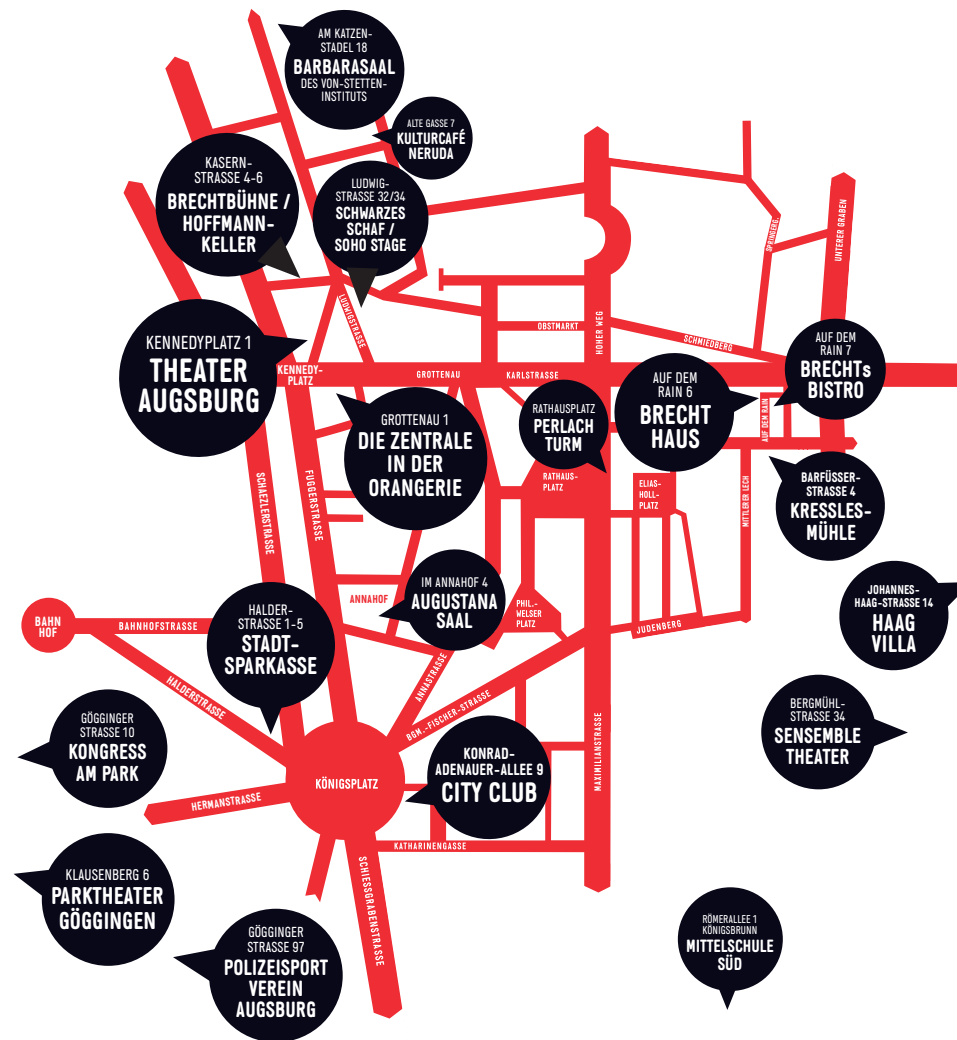 AM KATZEN-
STADEL 18
BARBARASAAL
DES VON-STETTEN-
INSTITUTS
ALTE GASSE 7
KULTURCAFÉ
NERUDA
KASERN-
STRASSE 4-6
BRECHTBÜHNE /
HOFFMANN-
KELLER
LUDWIG-
STRASSE 32/34
SCHWARZES
SCHAF /
SOHO STAGE
SPRINGERG.
UNTERER GRABEN
LUDWIGSTRASSE
OBSTMARKT
HOHER WEG
SCHMIEDBERG
KENNEDYPLATZ 1
THEATER
AUGSBURG
KENNEDY-
PLATZ
GROTTENAU
KARLSTRASSE
AUF DEM
RAIN 7
BRECHTs
BISTRO
AUF DEM
RAIN 6
BRECHT
HAUS
AUF DEM RAIN
RATHAUSPLATZ
PERLACH
TURM
GROTTENAU 1
DIE ZENTRALE
IN DER
ORANGERIE
RATHAUS-
PLATZ
ELIAS-
HOLL-
PLATZ
MITTLERER LECH
BARFÜSSER-
STRASSE 4
KRESSLES-
MÜHLE
SCHAEZLERSTRASSE
FUGGERSTRASSE
ANNAHOF
IM ANNAHOF 4
AUGUSTANA
SAAL
PHIL.-
WELSER
PLATZ
JUDENBERG
JOHANNES-
HAAG-STRASSE 14
HAAG
VILLA
BAHN
HOF
BAHNHOFSTRASSE
HALDER-
STRASSE 1-5
STADT-
SPARKASSE
HALDERSTRASSE
ANNASTRASSE
BGM.-FISCHER-STRASSE
MAXIMILIANSTRASSE
GÖGGINGER
STRASSE 10
KONGRESS
AM PARK
BERGMÜHL-
STRASSE 34
SENSEMBLE
THEATER
KÖNIGSPLATZ
KONRAD-
ADENAUER-ALLEE 9
CITY CLUB
HERMANSTRASSE
KATHARINENGASSE
SCHIESSGRABENSTRASSE
KLAUSENBERG 6
PARKTHEATER
GÖGGINGEN
GÖGGINGER
STRASSE 97
POLIZEISPORT
VEREIN
AUGSBURG
RÖMERALLEE 1
KÖNIGSBRUNN
MITTELSCHULE
SÜD